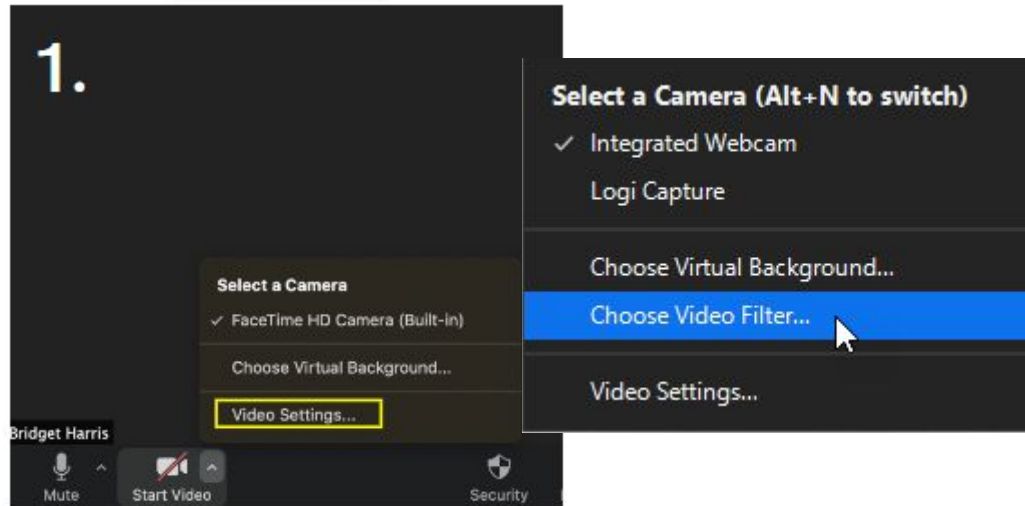 1.
Select a Camera
✓ FaceTime HD Camera (Built-in)
Choose Virtual Background...
Video Settings...
Bridget Harris
Mute
Start Video
Security
Select a Camera (Alt+N to switch)
✓ Integrated Webcam
Logi Capture
Choose Virtual Background...
Choose Video Filter...
Video Settings...